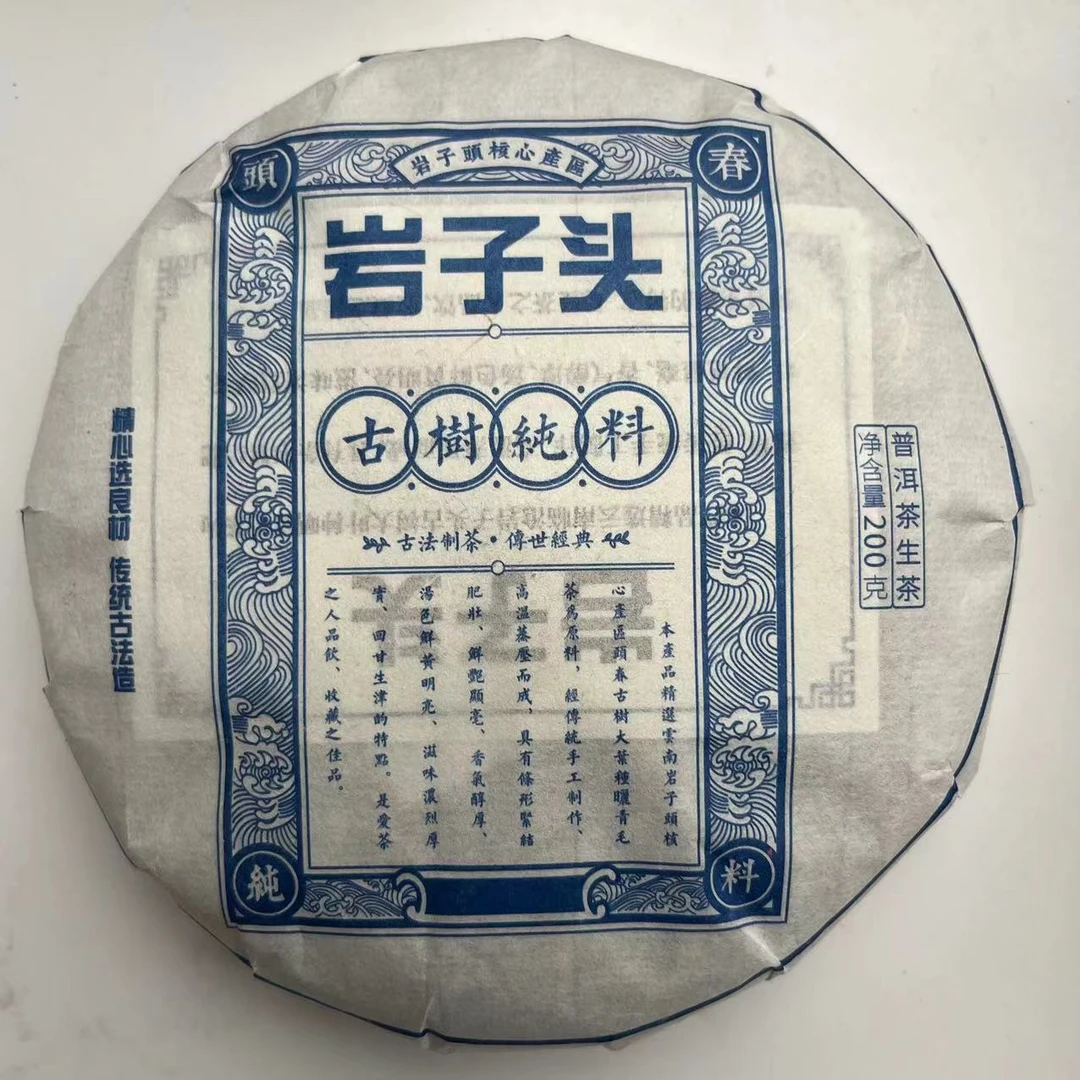 岩子頭核心產區
頭
春
岩子头
古樹純料
古法制茶·傳世經典
本產品精選雲南岩子頭核
心產區頭春古樹大葉種曬青毛
茶爲原料,經傳統手工制作、
高溫蒸壓而成,具有條形緊結
肥壯、鮮艷顯毫、香氣醇厚、
湯色鮮黃明亮、滋味濃烈厚
實、回甘生津的特點。是愛茶
之人品飲、收藏之佳品。
純
料
精心选良材 传统古法造
普洱茶生茶
净含量200克